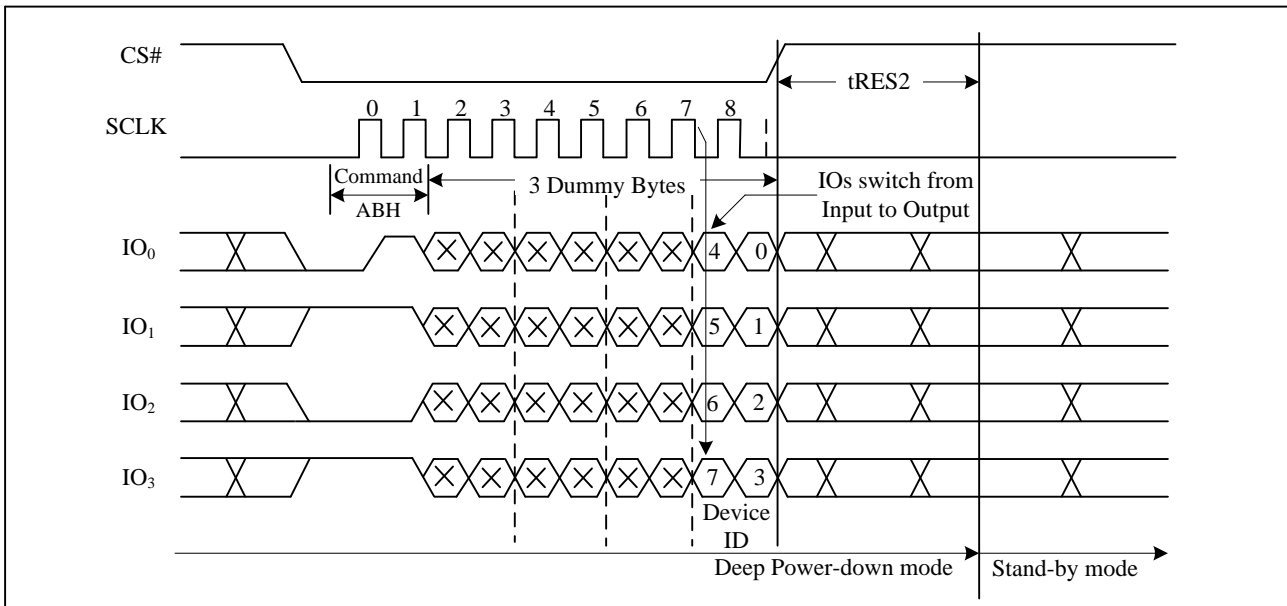 CS#
tRES2
0 1 2 3 4 5 6 7 8
SCLK
Command
ABH
3 Dummy Bytes
IOs switch from
Input to Output
IO0 4 0
IO1 5 1
IO2 6 2
IO3 7 3
Device
ID
Deep Power-down mode Stand-by mode